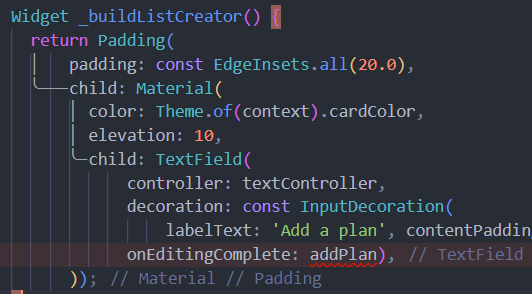 Widget _buildListCreator() {
return Padding(
padding: const EdgeInsets.all(20.0),
child: Material(
color: Theme.of(context).cardColor,
elevation: 10,
child: TextField(
controller: textController,
decoration: const InputDecoration(
labelText: 'Add a plan', contentPadding
onEditingComplete: addPlan), // TextField
)); // Material // Padding